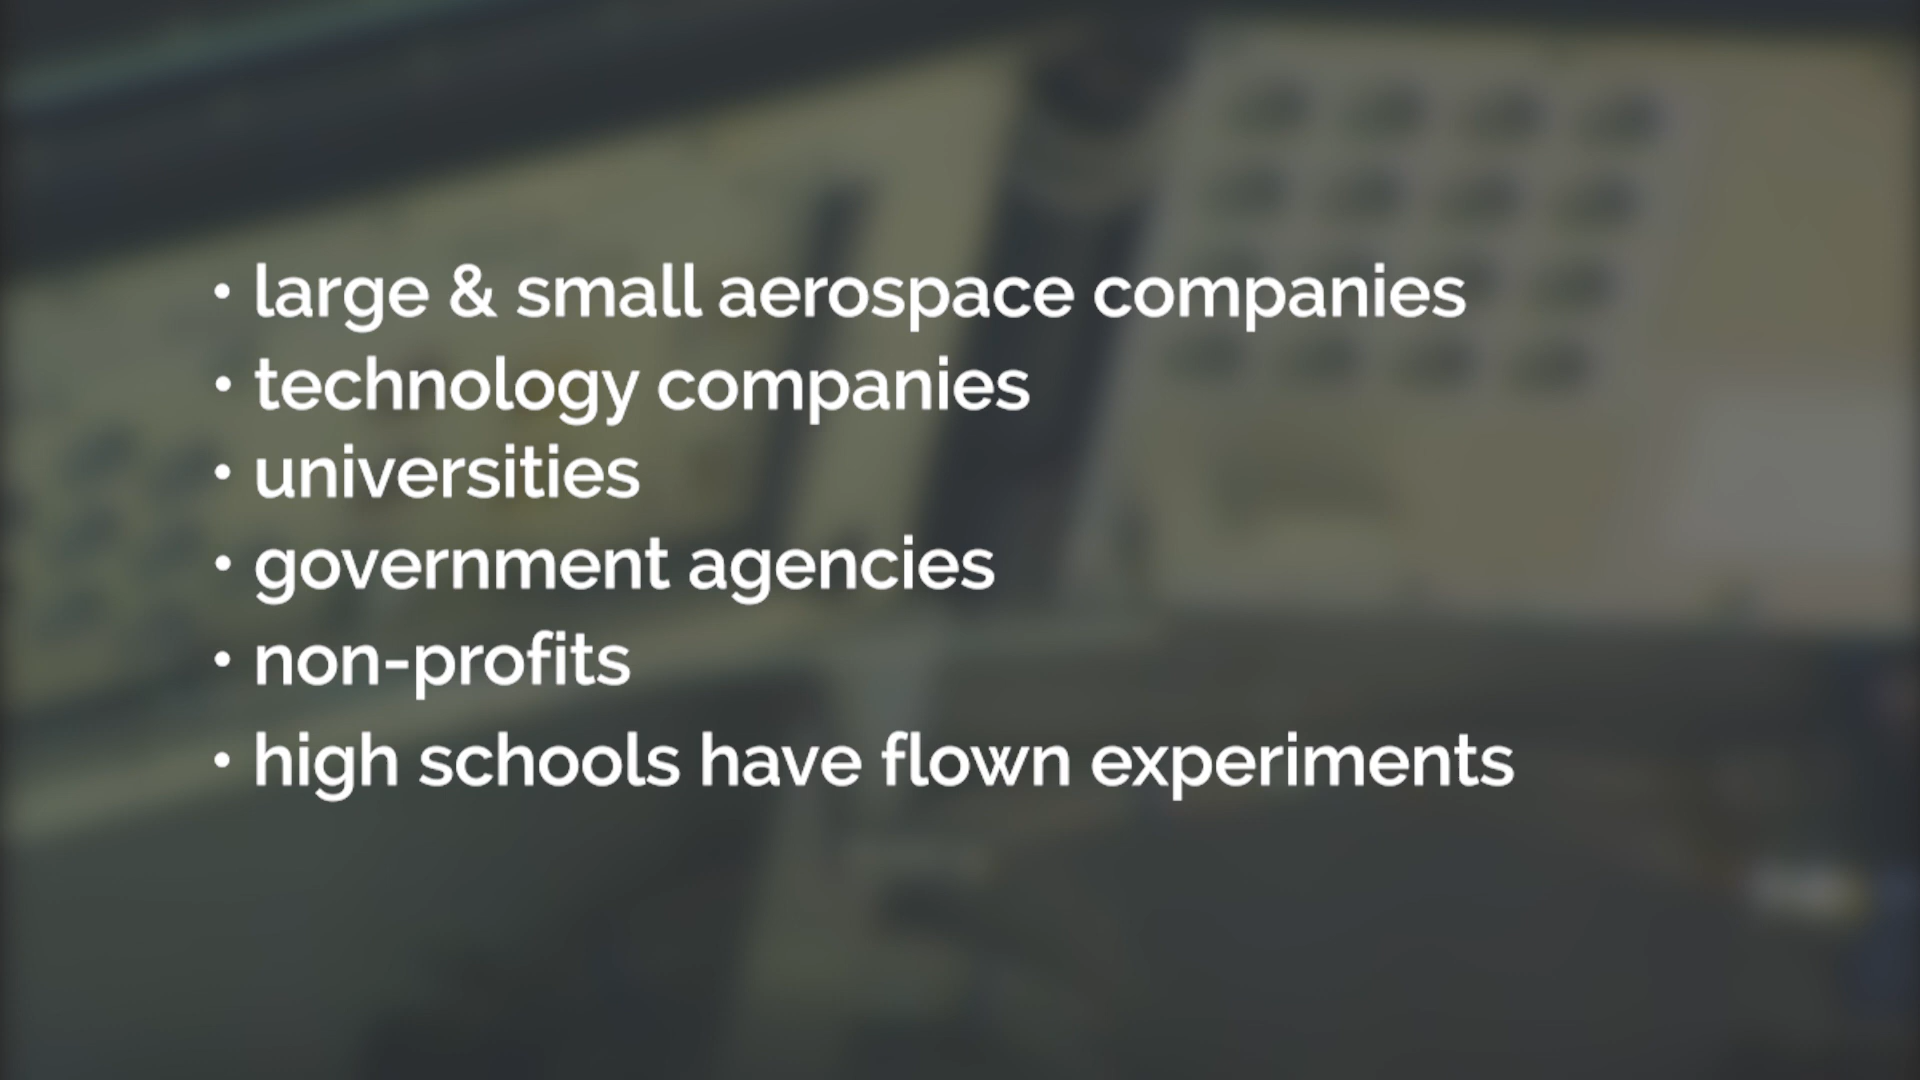 • large & small aerospace companies
• technology companies
• universities
• government agencies
• non-profits
• high schools have flown experiments